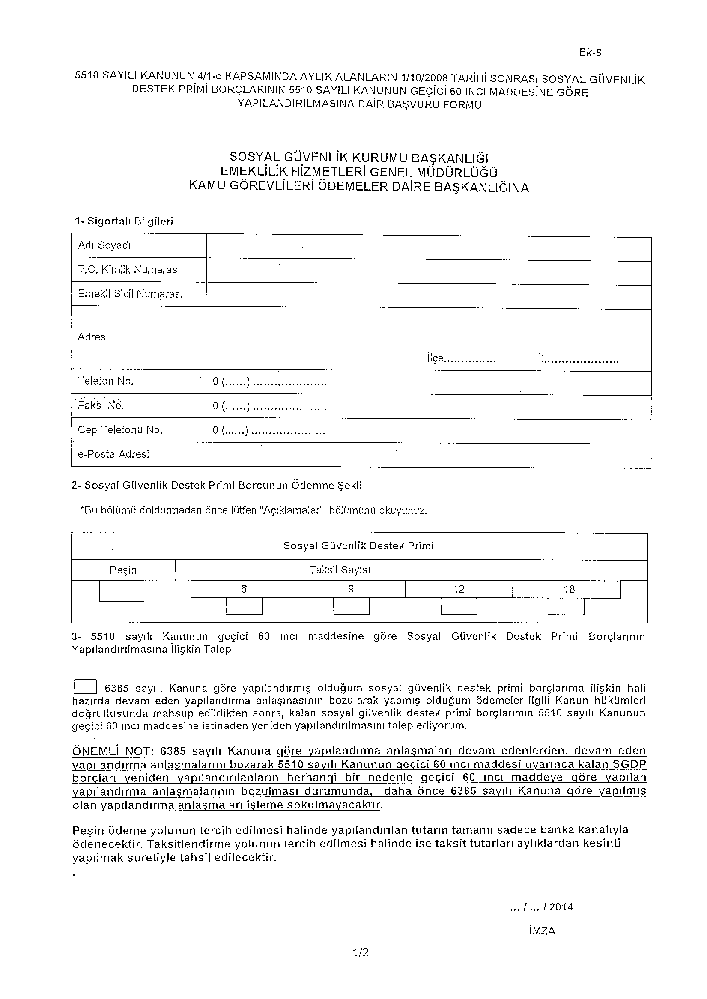 Ek-8
5510 SAYILI KANUNUN 4/1-c KAPSAMINDA AYLIK ALANLARIN 1/10/2008 TARİHİ SONRASI SOSYAL GÜVENLİK
DESTEK PRİMİ BORÇLARININ 5510 SAYILI KANUNUN GEÇİCİ 60 INCI MADDESİNE GÖRE
YAPILANDIRILMASINA DAİR BAŞVURU FORMU
SOSYAL GÜVENLİK KURUMU BAŞKANLIĞI
EMEKLİLİK HİZMETLERİ GENEL MÜDÜRLÜĞÜ
KAMU GÖREVLİLERİ ÖDEMELER DAİRE BAŞKANLIĞINA
1- Sigortalı Bilgileri
Adı Soyadı
T.C. Kimlik Numarası
Emekli Sicil Numarası
Adres
İlçe............... İl......................
Telefon No. 0 (......) .....................
Faks No. 0 (......) .....................
Cep Telefonu No. 0 (......) .....................
e-Posta Adresi
2- Sosyal Güvenlik Destek Primi Borcunun Ödenme Şekli
*Bu bölümü doldurmadan önce lütfen "Açıklamalar" bölümünü okuyunuz.
Sosyal Güvenlik Destek Primi
Peşin Taksit Sayısı
6 9 12 18
3- 5510 sayılı Kanunun geçici 60 ıncı maddesine göre Sosyal Güvenlik Destek Primi Borçlarının
Yapılandırılmasına İlişkin Talep
6385 sayılı Kanuna göre yapılandırmış olduğum sosyal güvenlik destek primi borçlarıma ilişkin hali
hazırda devam eden yapılandırma anlaşmasının bozularak yapmış olduğum ödemeler ilgili Kanun hükümleri
doğrultusunda mahsup edildikten sonra, kalan sosyal güvenlik destek primi borçlarımın 5510 sayılı Kanunun
geçici 60 ıncı maddesine istinaden yeniden yapılandırılmasını talep ediyorum.
ÖNEMLİ NOT: 6385 sayılı Kanuna göre yapılandırma anlaşmaları devam edenlerden, devam eden
yapılandırma anlaşmalarını bozarak 5510 sayılı Kanunun geçici 60 ıncı maddesi uyarınca kalan SGDP
borçları yeniden yapılandırılanların herhangi bir nedenle geçici 60 ıncı maddeye göre yapılan
yapılandırma anlaşmalarının bozulması durumunda, daha önce 6385 sayılı Kanuna göre yapılmış
olan yapılandırma anlaşmaları işleme sokulmayacaktır.
Peşin ödeme yolunun tercih edilmesi halinde yapılandırılan tutarın tamamı sadece banka kanalıyla
ödenecektir. Taksitlendirme yolunun tercih edilmesi halinde ise taksit tutarları aylıklardan kesinti
yapılmak suretiyle tahsil edilecektir.
... / ... / 2014
İMZA
1/2